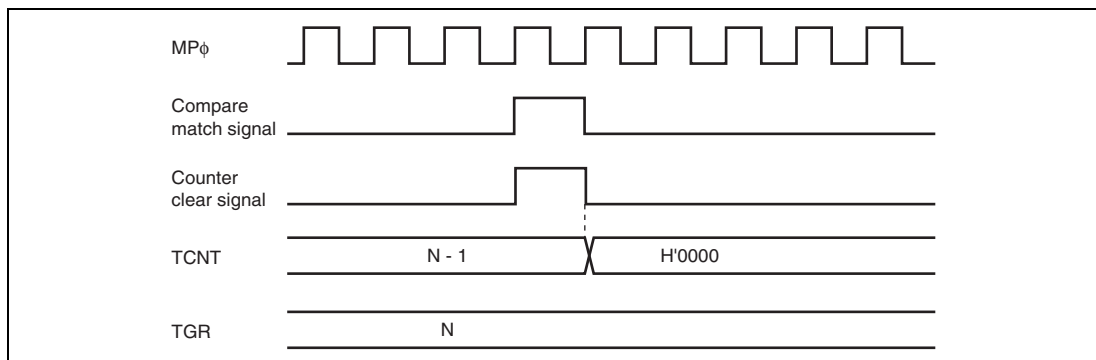 MPφ
Compare
match signal
Counter
clear signal
TCNT
N - 1
H'0000
TGR
N